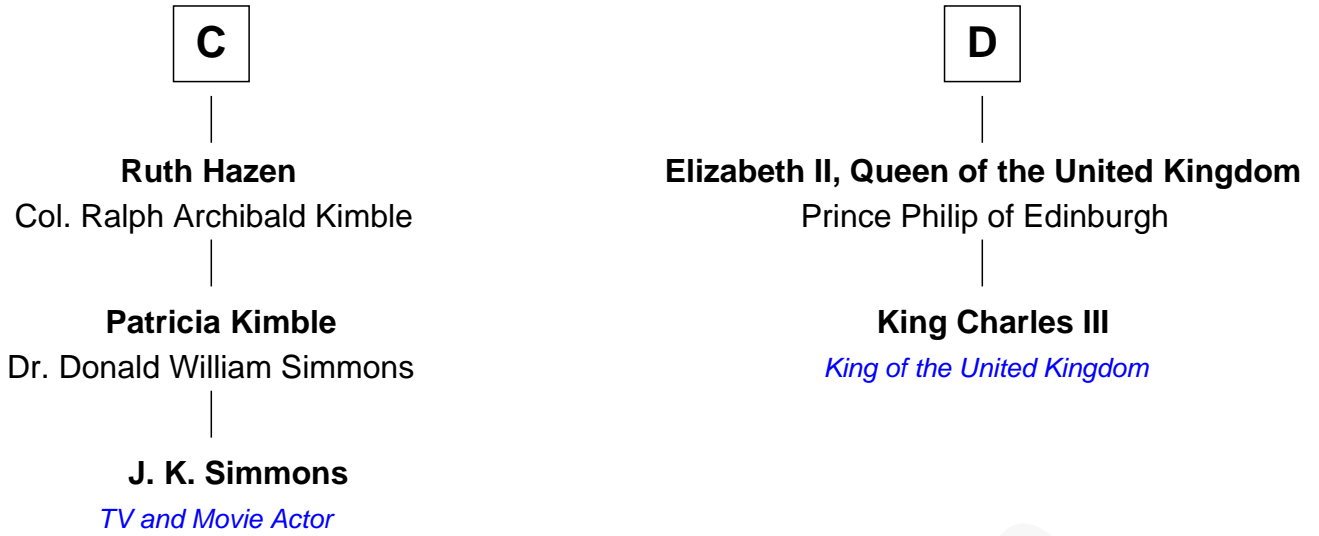 C
Ruth Hazen
Col. Ralph Archibald Kimble
Patricia Kimble
Dr. Donald William Simmons
J. K. Simmons
TV and Movie Actor
D
Elizabeth II, Queen of the United Kingdom
Prince Philip of Edinburgh
King Charles III
King of the United Kingdom